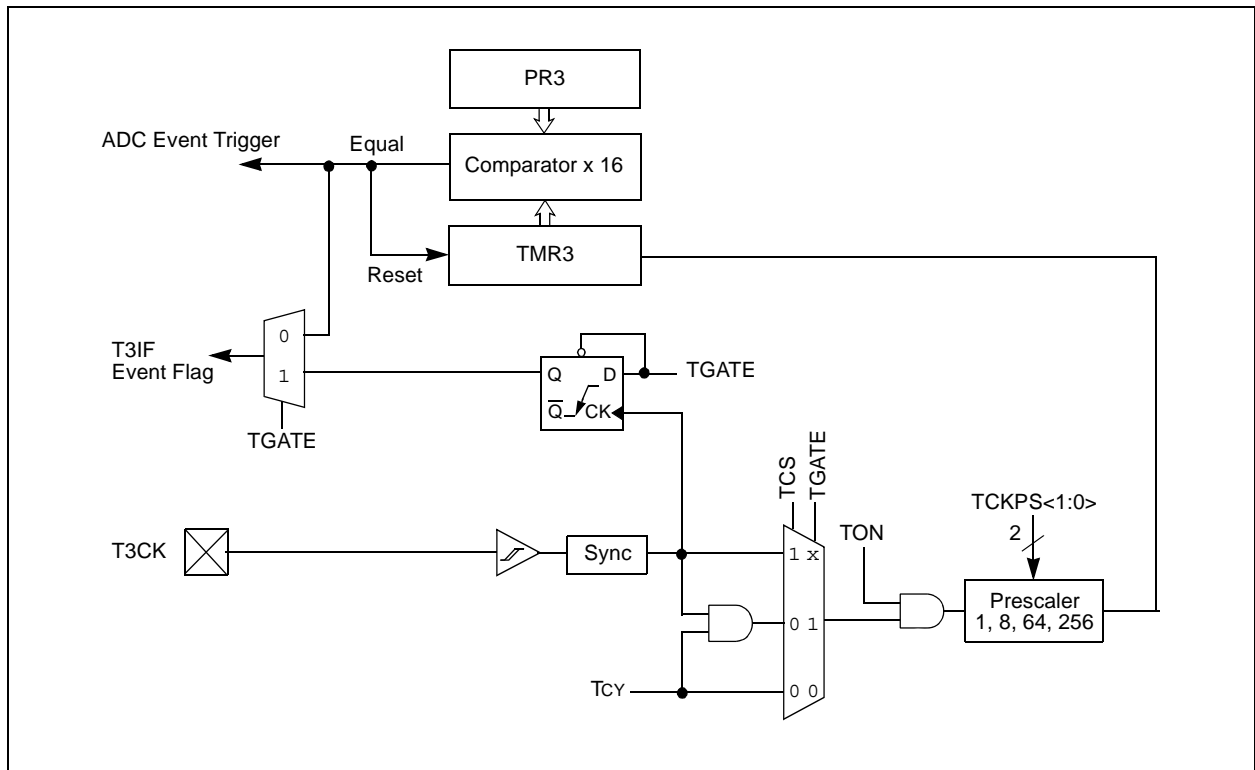 PR3
ADC Event Trigger
Equal
Comparator x 16
TMR3
Reset
0
T3IF
Event Flag
1
TGATE
Q
D
TGATE
Q̅
CK
TCS
TGATE
TCKPS<1:0>
2
T3CK
Sync
1 x
TON
Prescaler
1, 8, 64, 256
0 1
TCY
0 0